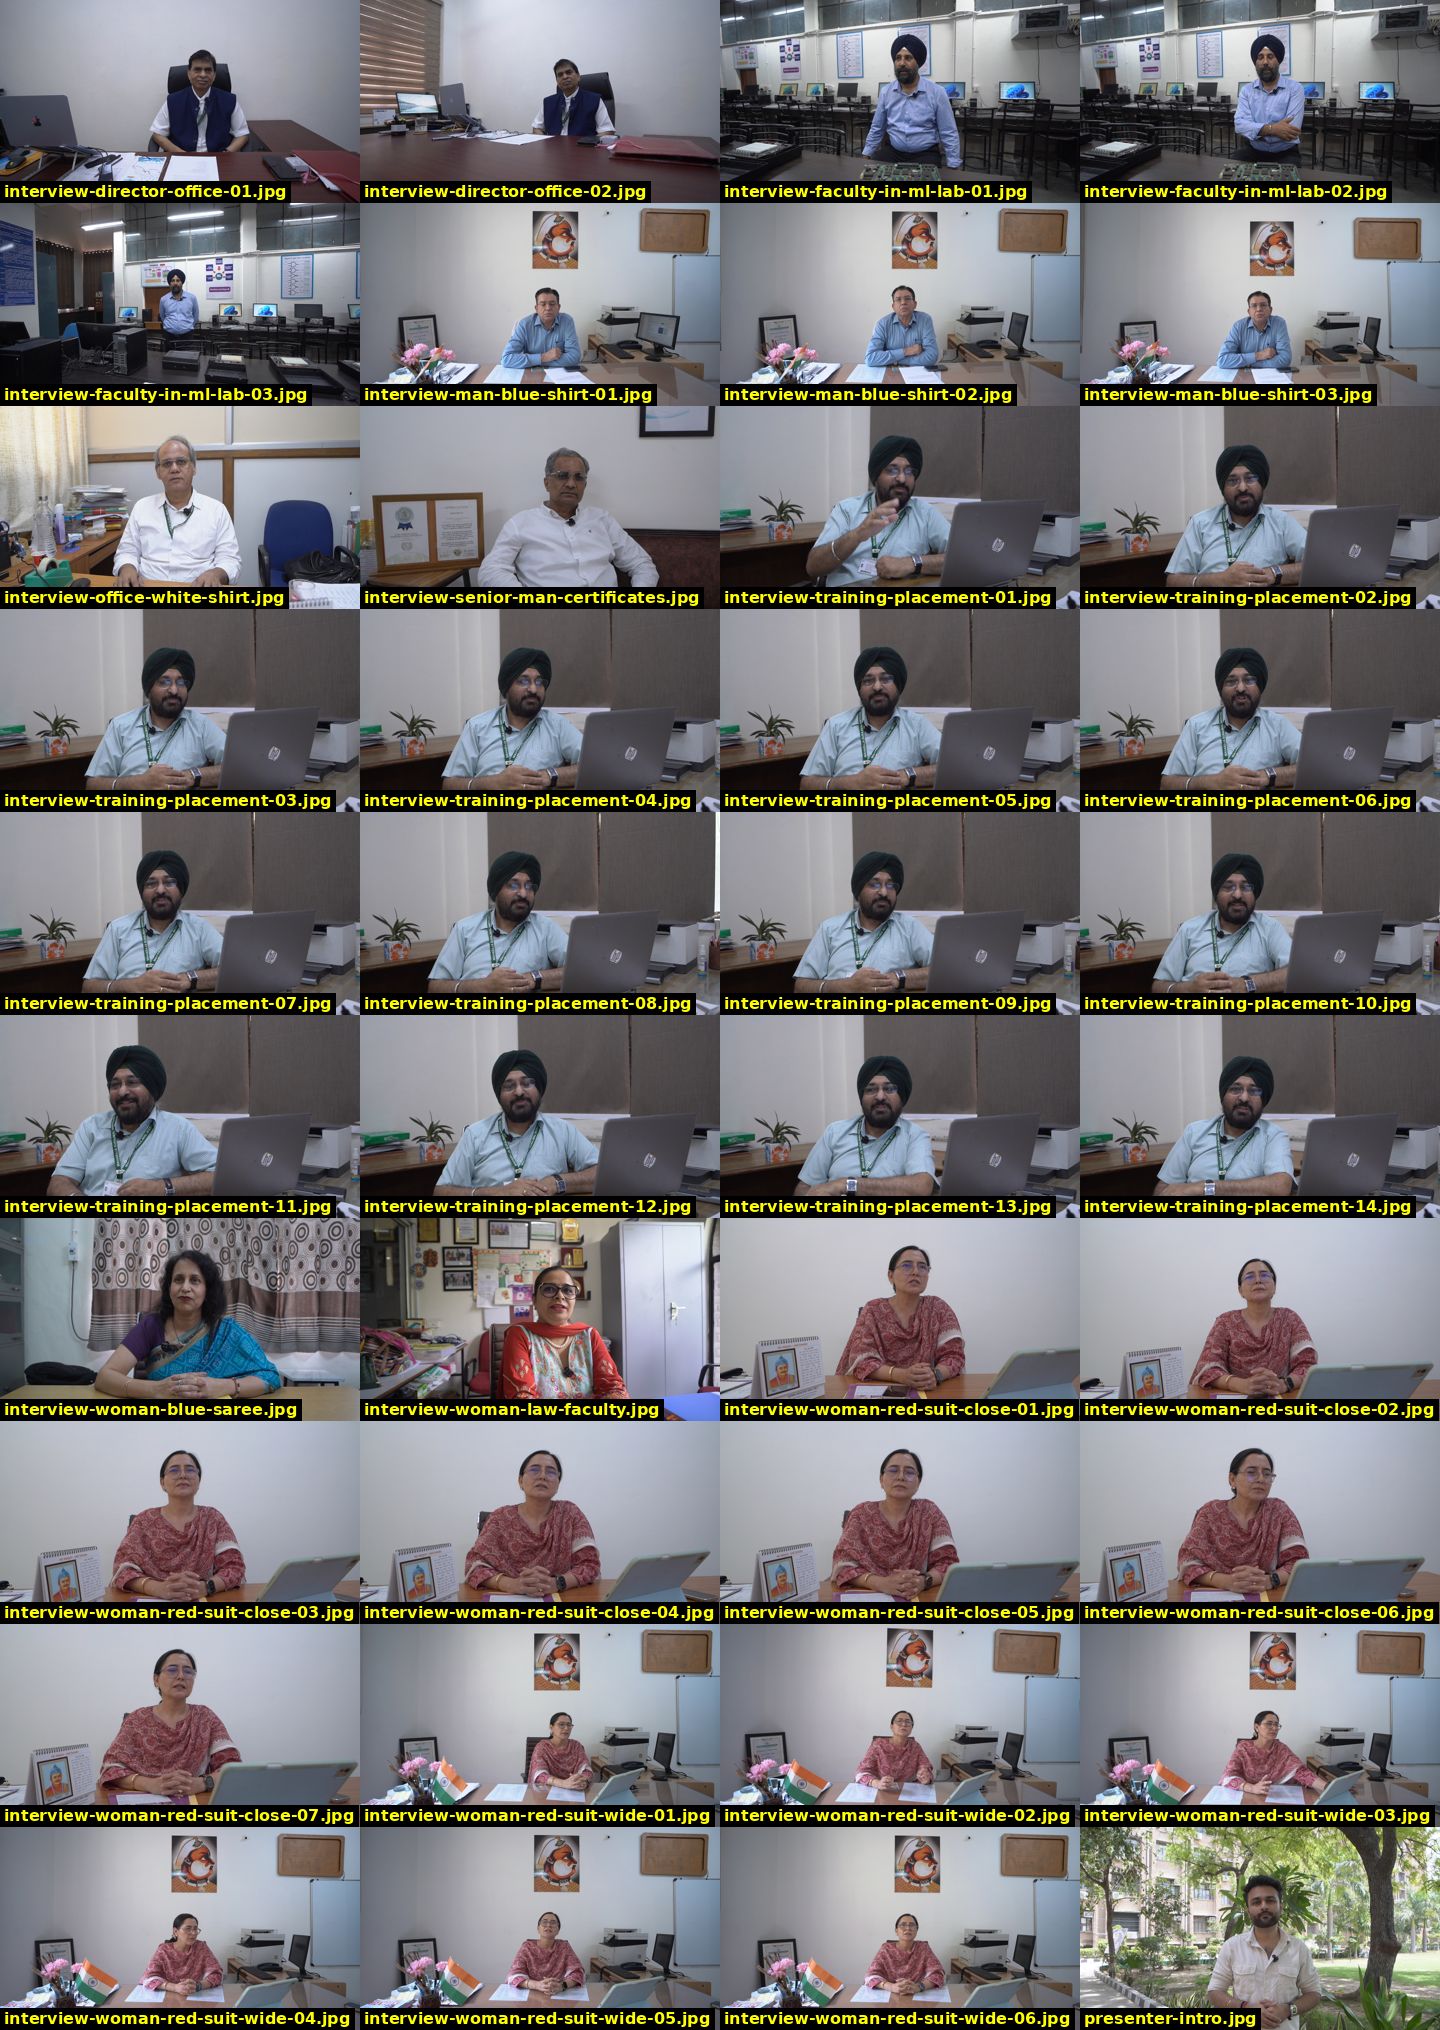 interview-director-office-01.jpg
interview-director-office-02.jpg
interview-faculty-in-ml-lab-01.jpg
interview-faculty-in-ml-lab-02.jpg
interview-faculty-in-ml-lab-03.jpg
interview-man-blue-shirt-01.jpg
interview-man-blue-shirt-02.jpg
interview-man-blue-shirt-03.jpg
interview-office-white-shirt.jpg
interview-senior-man-certificates.jpg
interview-training-placement-01.jpg
interview-training-placement-02.jpg
interview-training-placement-03.jpg
interview-training-placement-04.jpg
interview-training-placement-05.jpg
interview-training-placement-06.jpg
interview-training-placement-07.jpg
interview-training-placement-08.jpg
interview-training-placement-09.jpg
interview-training-placement-10.jpg
interview-training-placement-11.jpg
interview-training-placement-12.jpg
interview-training-placement-13.jpg
interview-training-placement-14.jpg
interview-woman-blue-saree.jpg
interview-woman-law-faculty.jpg
interview-woman-red-suit-close-01.jpg
interview-woman-red-suit-close-02.jpg
interview-woman-red-suit-close-03.jpg
interview-woman-red-suit-close-04.jpg
interview-woman-red-suit-close-05.jpg
interview-woman-red-suit-close-06.jpg
interview-woman-red-suit-close-07.jpg
interview-woman-red-suit-wide-01.jpg
interview-woman-red-suit-wide-02.jpg
interview-woman-red-suit-wide-03.jpg
interview-woman-red-suit-wide-04.jpg
interview-woman-red-suit-wide-05.jpg
interview-woman-red-suit-wide-06.jpg
presenter-intro.jpg